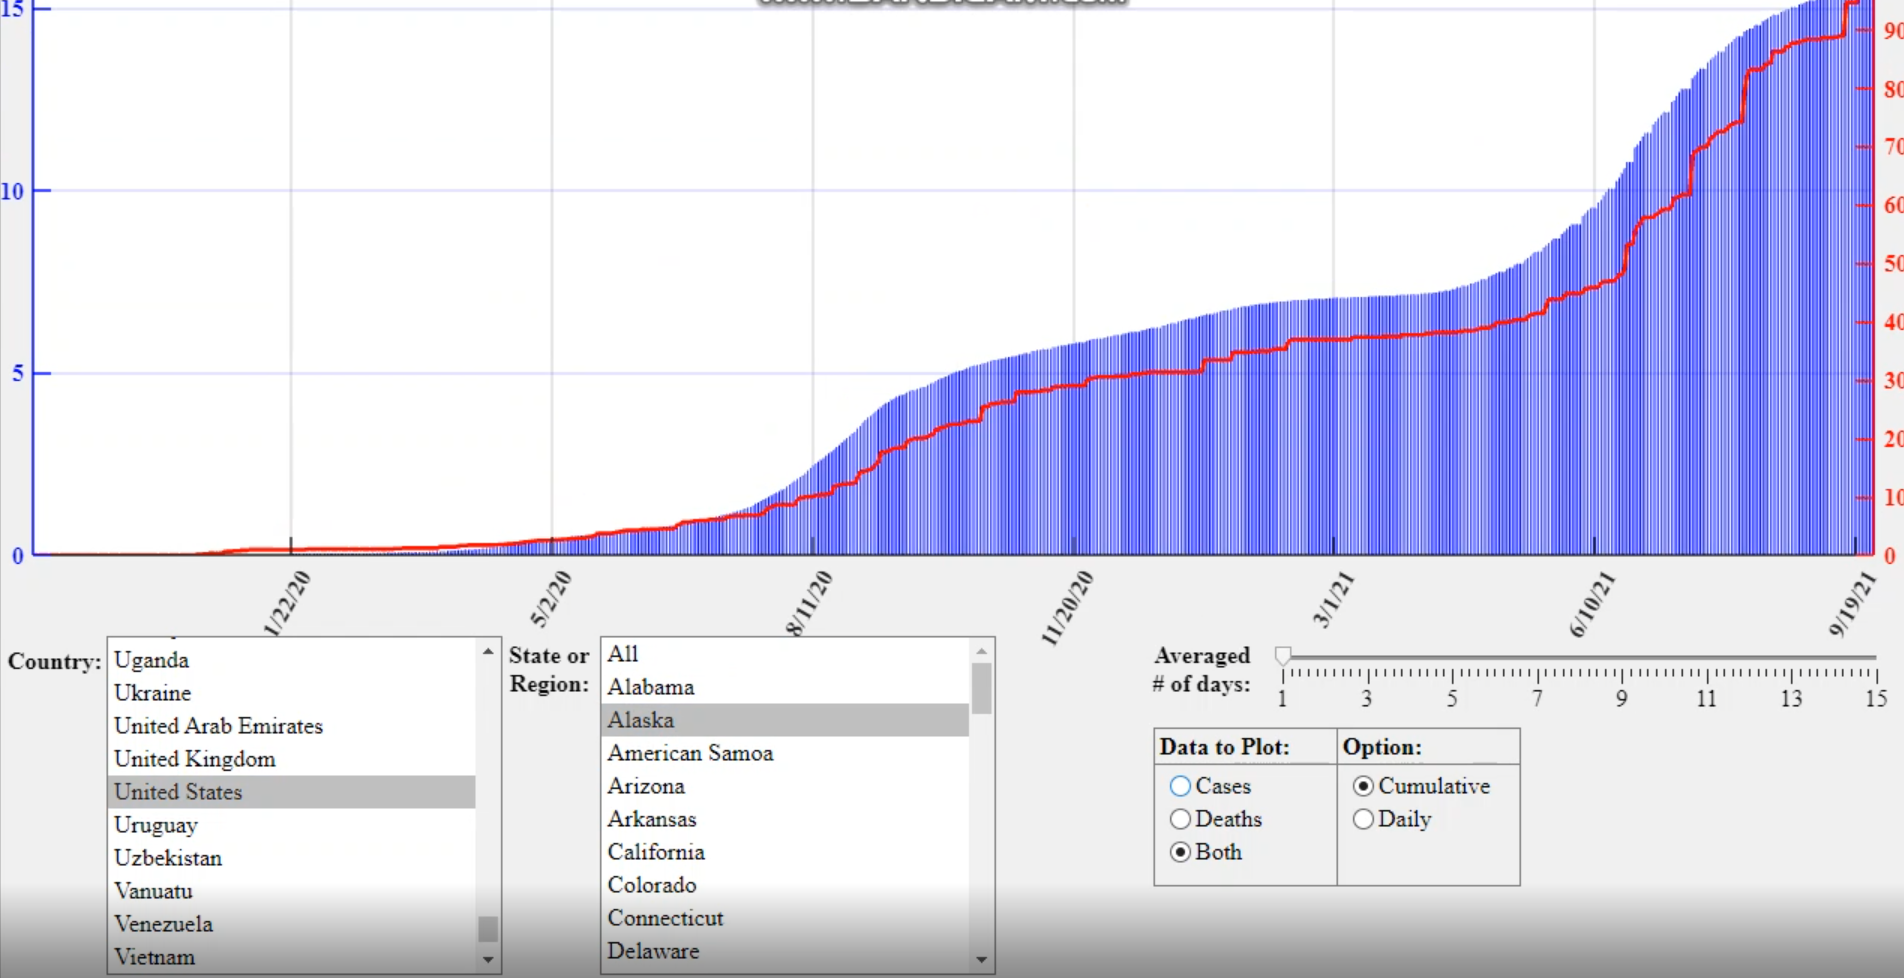 15
90
80
70
10
60
50
40
5
30
20
10
0
0
1/22/20
5/2/20
8/11/20
11/20/20
3/1/21
6/10/21
9/19/21
Country:
Uganda
Ukraine
United Arab Emirates
United Kingdom
United States
Uruguay
Uzbekistan
Vanuatu
Venezuela
Vietnam
State or
Region:
All
Alabama
Alaska
American Samoa
Arizona
Arkansas
California
Colorado
Connecticut
Delaware
Averaged
# of days:
1 3 5 7 9 11 13 15
Data to Plot:
Cases
Deaths
Both
Option:
Cumulative
Daily